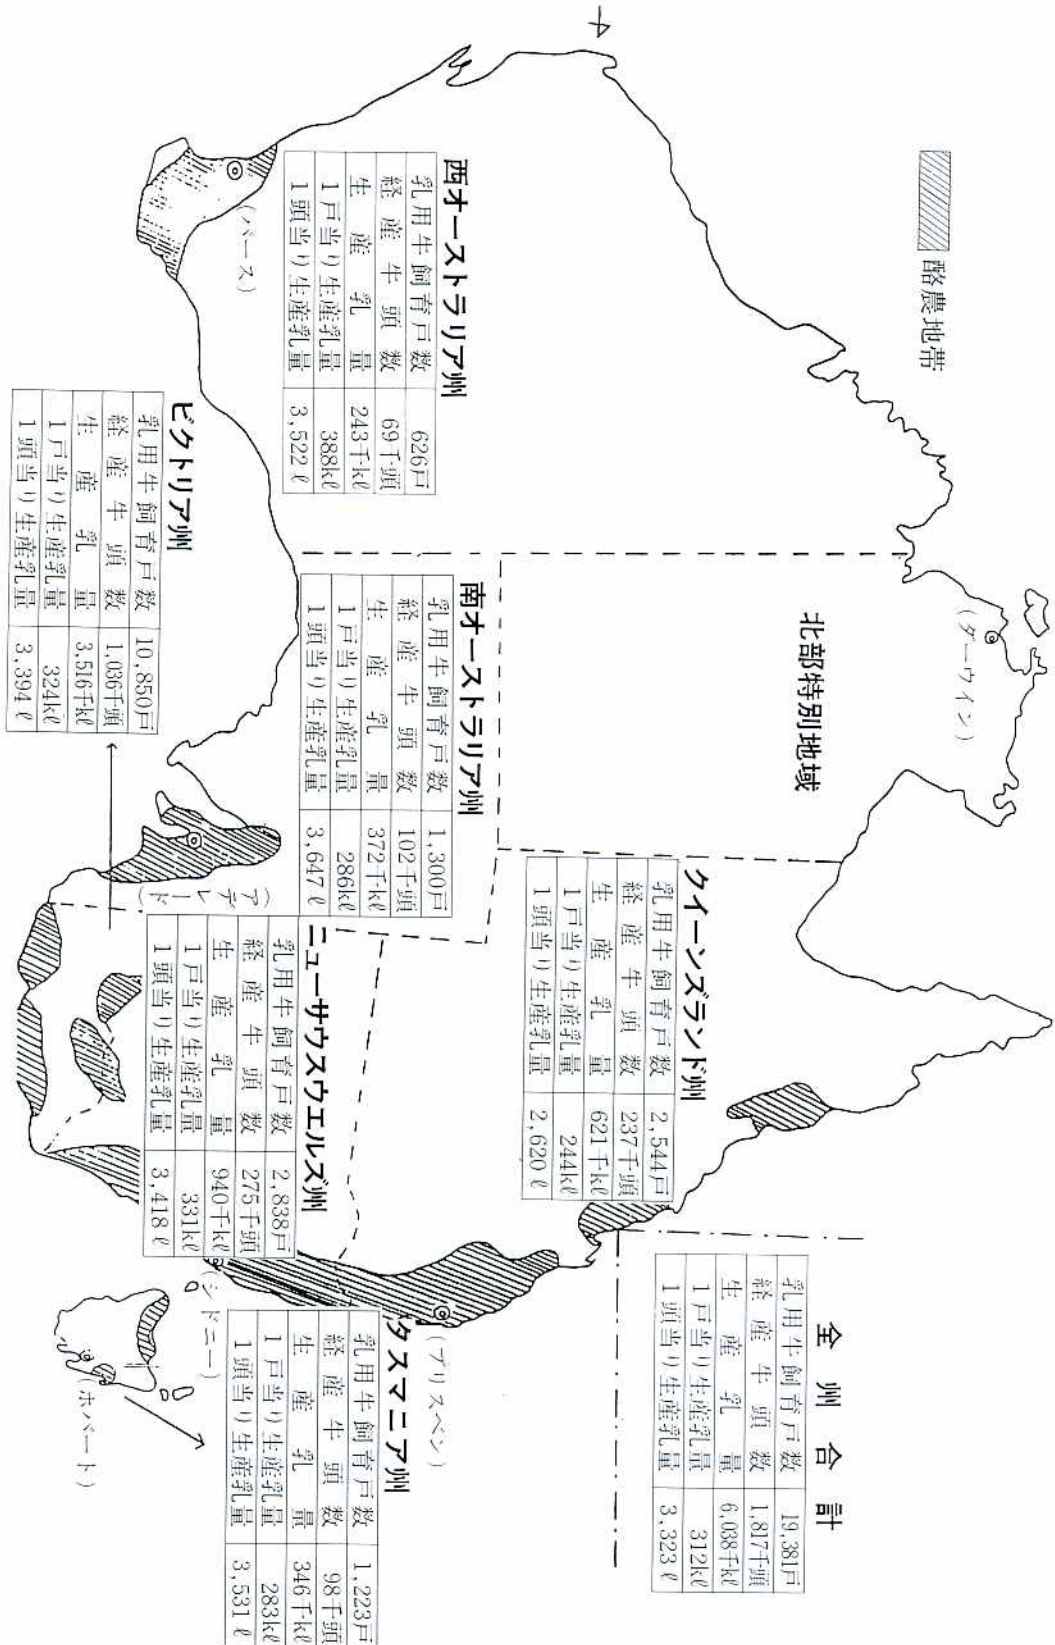 酪農地帯
西オーストラリア州
乳用牛飼育戸数 626戸
経産牛頭数 69千頭
生産乳量 243千kℓ
1戸当り生産乳量 388kℓ
1頭当り生産乳量 3,522ℓ
(パース)
ビクトリア州
乳用牛飼育戸数 10,850戸
経産牛頭数 1,036千頭
生産乳量 3,516千kℓ
1戸当り生産乳量 324kℓ
1頭当り生産乳量 3,394ℓ
北部特別地域
(ダーウイン)
南オーストラリア州
乳用牛飼育戸数 1,300戸
経産牛頭数 102千頭
生産乳量 372千kℓ
1戸当り生産乳量 286kℓ
1頭当り生産乳量 3,647ℓ
(アデレード)
クイーンズランド州
乳用牛飼育戸数 2,544戸
経産牛頭数 237千頭
生産乳量 621千kℓ
1戸当り生産乳量 244kℓ
1頭当り生産乳量 2,620ℓ
ニューサウスウエルズ州
乳用牛飼育戸数 2,838戸
経産牛頭数 275千頭
生産乳量 940千kℓ
1戸当り生産乳量 331kℓ
1頭当り生産乳量 3,418ℓ
(シドニー)
(ブリスベン)
全州合計
乳用牛飼育戸数 19,381戸
経産牛頭数 1,817千頭
生産乳量 6,038千kℓ
1戸当り生産乳量 312kℓ
1頭当り生産乳量 3,323ℓ
タスマニア州
乳用牛飼育戸数 1,223戸
経産牛頭数 98千頭
生産乳量 346千kℓ
1戸当り生産乳量 283kℓ
1頭当り生産乳量 3,531ℓ
(ホバート)